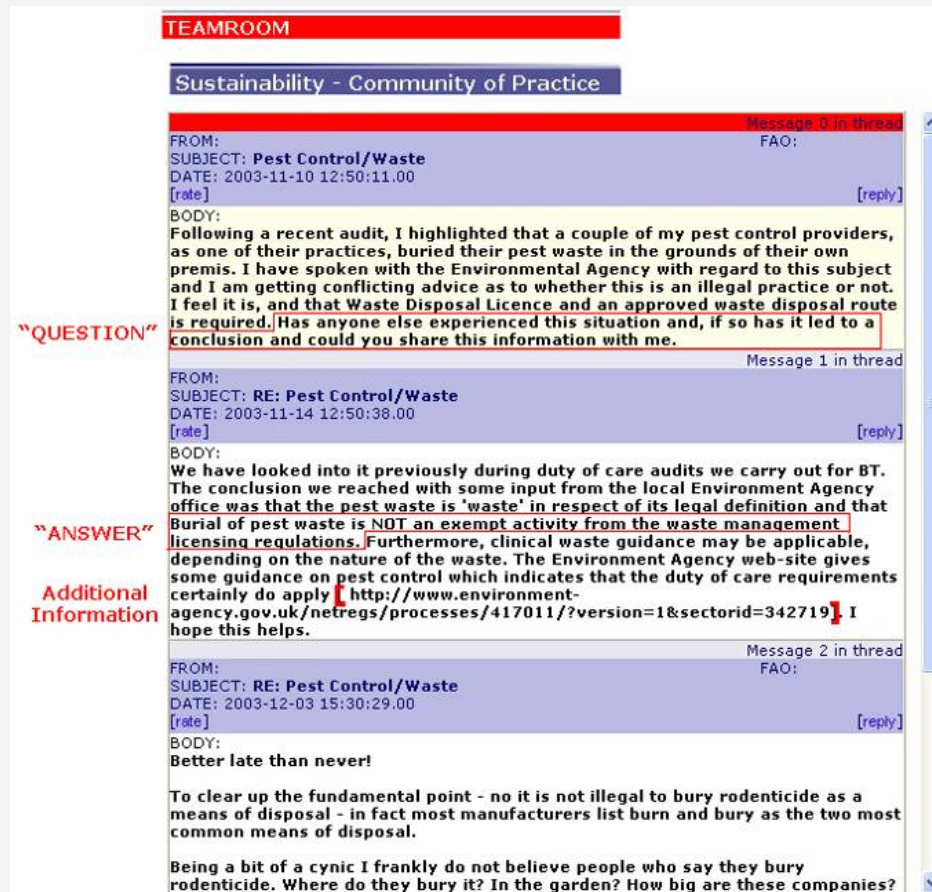 TEAMROOM
Sustainability - Community of Practice
Message 0 in thread
FROM: FAO:
SUBJECT: Pest Control/Waste
DATE: 2003-11-10 12:50:11.00
[rate] [reply]
BODY:
Following a recent audit, I highlighted that a couple of my pest control providers,
as one of their practices, buried their pest waste in the grounds of their own
premis. I have spoken with the Environmental Agency with regard to this subject
and I am getting conflicting advice as to whether this is an illegal practice or not.
I feel it is, and that Waste Disposal Licence and an approved waste disposal route
is required. Has anyone else experienced this situation and, if so has it led to a
"QUESTION"
conclusion and could you share this information with me.
Message 1 in thread
FROM:
SUBJECT: RE: Pest Control/Waste
DATE: 2003-11-14 12:50:38.00
[rate] [reply]
BODY:
We have looked into it previously during duty of care audits we carry out for BT.
The conclusion we reached with some input from the local Environment Agency
office was that the pest waste is 'waste' in respect of its legal definition and that
"ANSWER"
Burial of pest waste is NOT an exempt activity from the waste management
licensing regulations. Furthermore, clinical waste guidance may be applicable,
depending on the nature of the waste. The Environment Agency web-site gives
some guidance on pest control which indicates that the duty of care requirements
Additional
Information
certainly do apply [ http://www.environment-
agency.gov.uk/netregs/processes/417011/?version=1&sectorid=342719]. I
hope this helps.
Message 2 in thread
FROM: FAO:
SUBJECT: RE: Pest Control/Waste
DATE: 2003-12-03 15:30:29.00
[rate] [reply]
BODY:
Better late than never!
To clear up the fundamental point - no it is not illegal to bury rodenticide as a
means of disposal - in fact most manufacturers list burn and bury as the two most
common means of disposal.
Being a bit of a cynic I frankly do not believe people who say they bury
rodenticide. Where do they bury it? In the garden? How big are these companies?